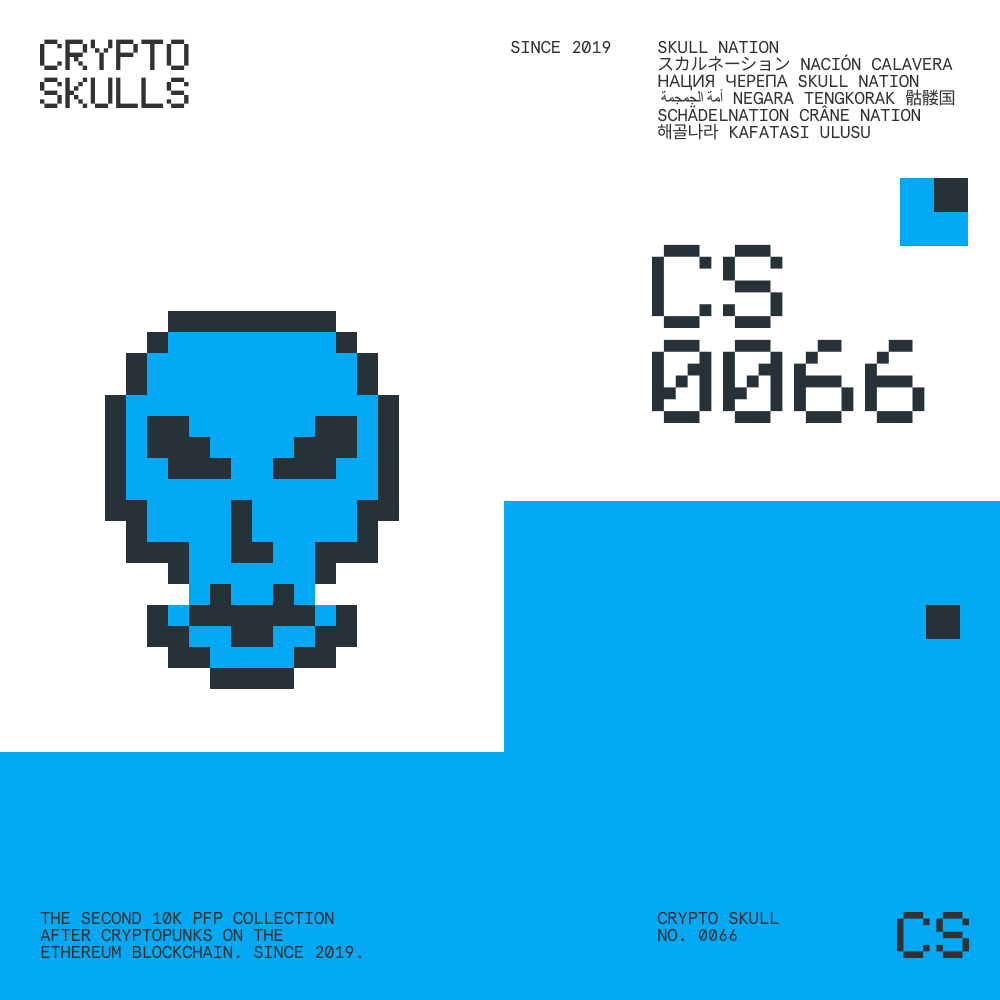 CRYPTO
SKULLS
SINCE 2019
SKULL NATION
スカルネーション NACIÓN CALAVERA
НАЦИЯ ЧЕРЕПА SKULL NATION
أمة الجمجمة NEGARA TENGKORAK 骷髅国
SCHÄDELNATION CRÂNE NATION
해골나라 KAFATASI ULUSU
CS
0066
THE SECOND 10K PFP COLLECTION
AFTER CRYPTOPUNKS ON THE
ETHEREUM BLOCKCHAIN. SINCE 2019.
CRYPTO SKULL
NO. 0066
CS